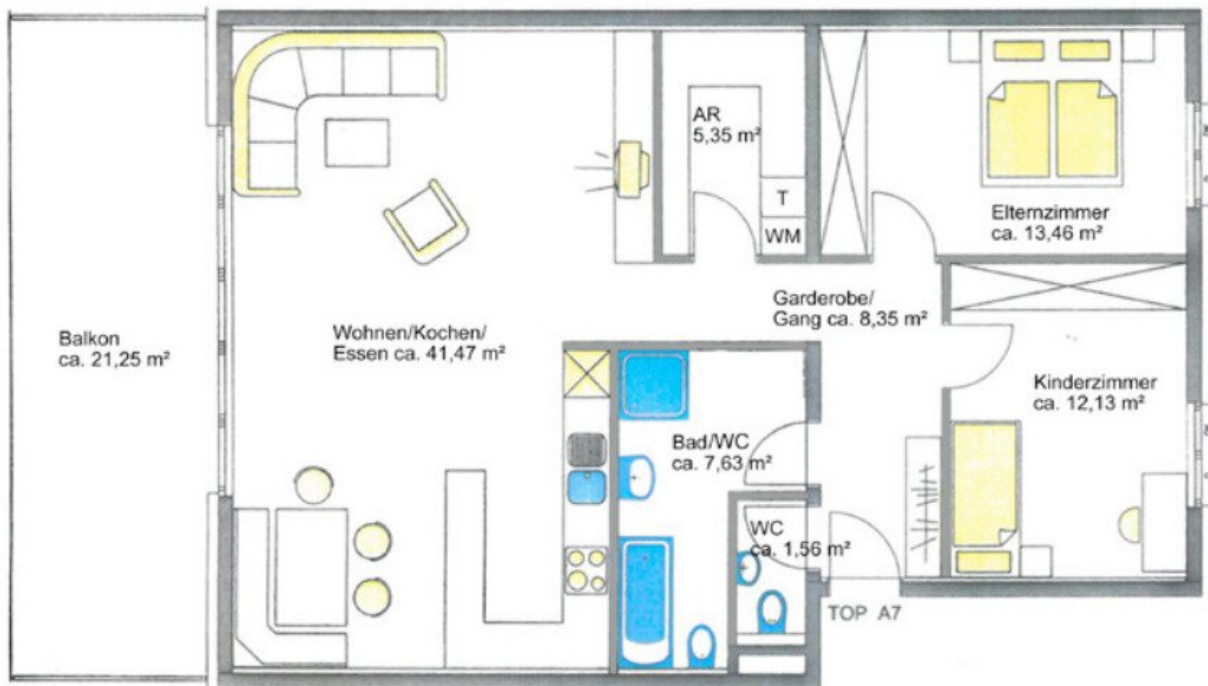 AR
5,35 m²
T
WM
Elternzimmer
ca. 13,46 m²
Garderobe/
Gang ca. 8,35 m²
Balkon
ca. 21,25 m²
Wohnen/Kochen/
Essen ca. 41,47 m²
Kinderzimmer
ca. 12,13 m²
Bad/WC
ca. 7,63 m²
WC
ca. 1,56 m²
TOP A7